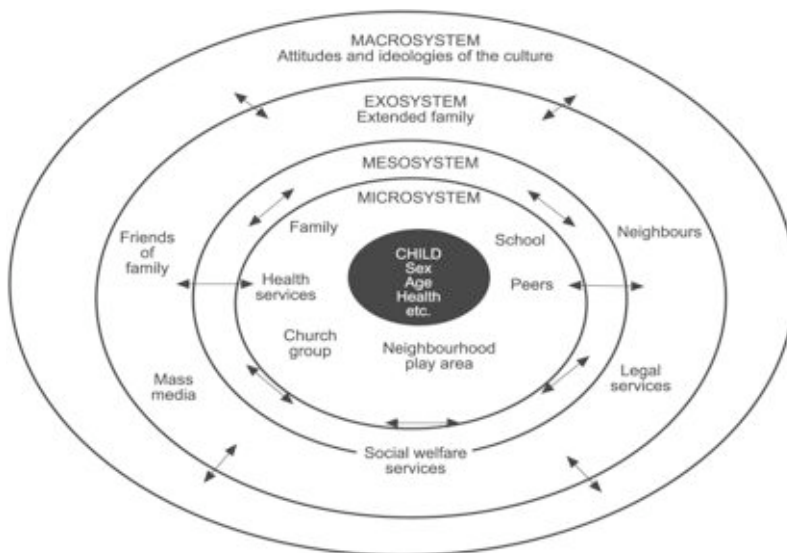 MACROSYSTEM
Attitudes and ideologies of the culture
EXOSYSTEM
Extended family
MESOSYSTEM
MICROSYSTEM
Family
School
Neighbours
Friends
of
family
CHILD
Sex
Age
Health
etc.
Health
services
Peers
Church
group
Neighbourhood
play area
Mass
media
Legal
services
Social welfare
services